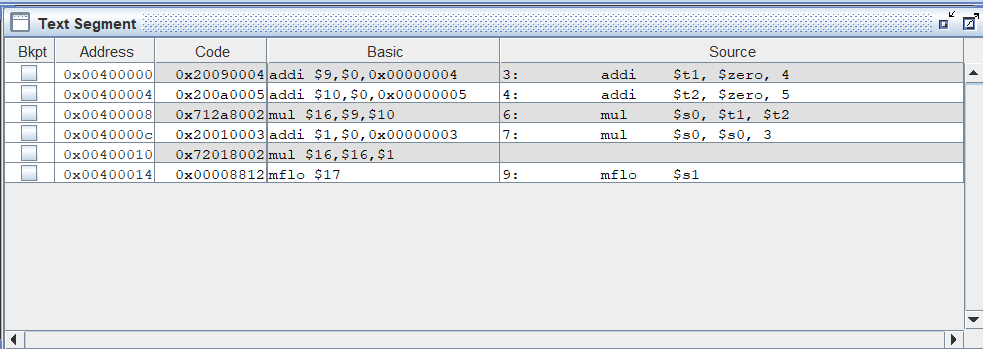 Text Segment
Bkpt Address Code Basic Source
0x00400000 0x20090004 addi $9,$0,0x00000004 3: addi $t1, $zero, 4
0x00400004 0x200a0005 addi $10,$0,0x00000005 4: addi $t2, $zero, 5
0x00400008 0x712a8002 mul $16,$9,$10 6: mul $s0, $t1, $t2
0x0040000c 0x20010003 addi $1,$0,0x00000003 7: mul $s0, $s0, 3
0x00400010 0x72018002 mul $16,$16,$1
0x00400014 0x00008812 mflo $17 9: mflo $s1